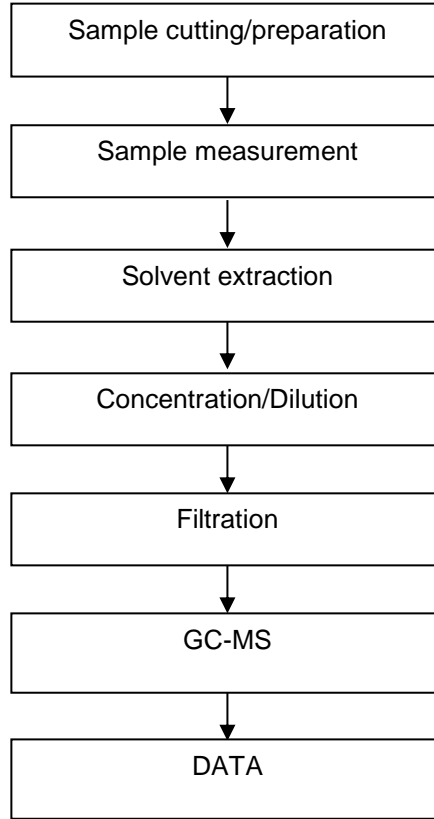 Sample cutting/preparation
Sample measurement
Solvent extraction
Concentration/Dilution
Filtration
GC-MS
DATA